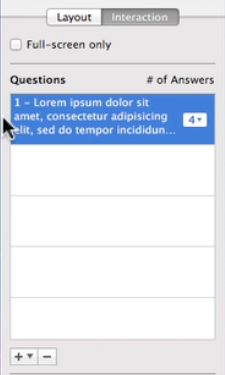 Layout Interaction
Full-screen only
Questions # of Answers
1 – Lorem ipsum dolor sit
amet, consectetur adipisicing 4
elit, sed do tempor incididun...
+ −